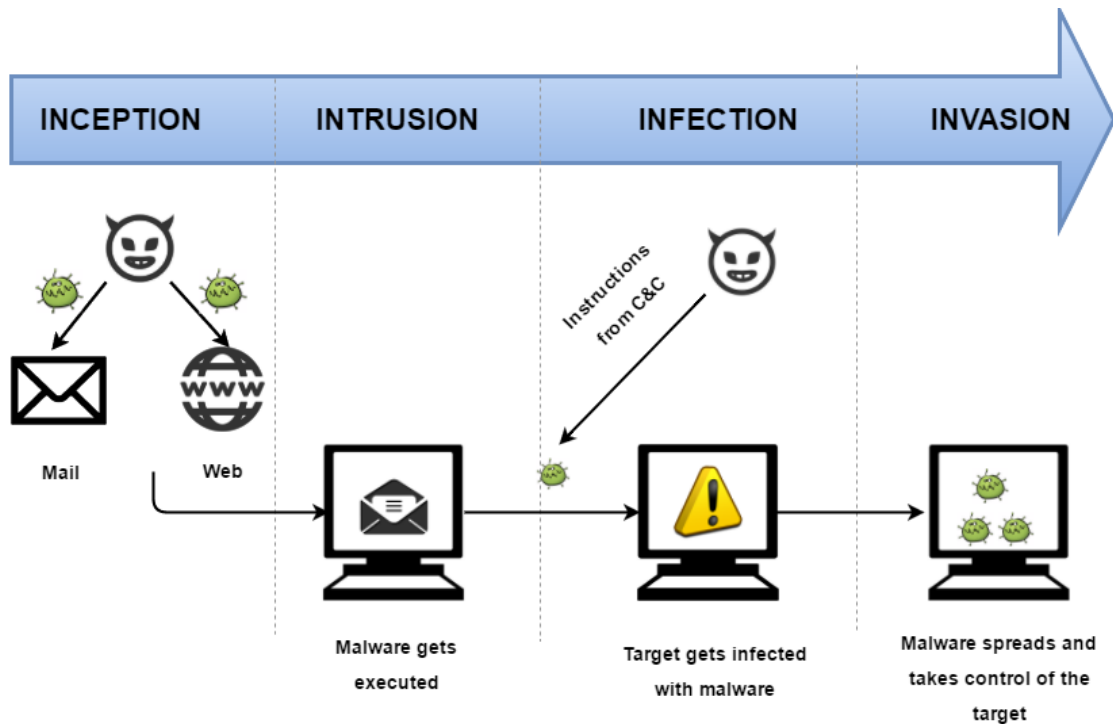 INCEPTION
INTRUSION
INFECTION
INVASION
Instructions
from C&C
www
Mail
Web
Malware gets
executed
Target gets infected
with malware
Malware spreads and
takes control of the
target